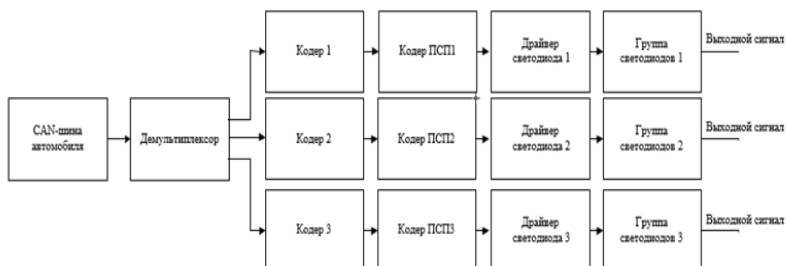 Кодер 1
Кодер ПСП1
Драйвер
светодиода 1
Группа
светодиодов 1
Выходной сигнал
CAN-шина
автомобиля
Демультиплексор
Кодер 2
Кодер ПСП2
Драйвер
светодиода 2
Группа
светодиодов 2
Выходной сигнал
Кодер 3
Кодер ПСП3
Драйвер
светодиода 3
Группа
светодиодов 3
Выходной сигнал